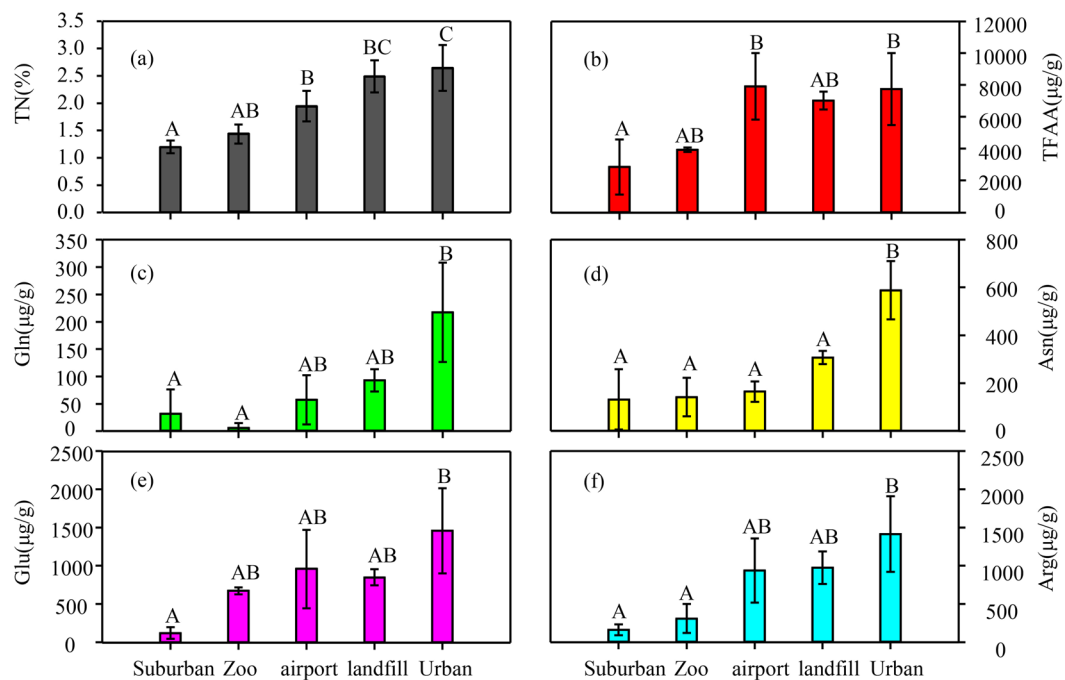 3.5
3.0
2.5
2.0
1.5
1.0
0.5
0.0
TN(%)
(a)
A
AB
B
BC
C
(b)
A
AB
B
AB
B
12000
10000
8000
6000
4000
2000
0
TFAA(μg/g)
350
300
250
200
150
100
50
0
Gln(μg/g)
(c)
A
A
AB
AB
B
(d)
A
A
A
A
B
800
600
400
200
0
Asn(μg/g)
2500
2000
1500
1000
500
0
Glu(μg/g)
(e)
A
AB
AB
AB
B
Suburban Zoo airport landfill Urban
(f)
A
A
AB
AB
B
2500
2000
1500
1000
500
0
Arg(μg/g)
Suburban Zoo airport landfill Urban